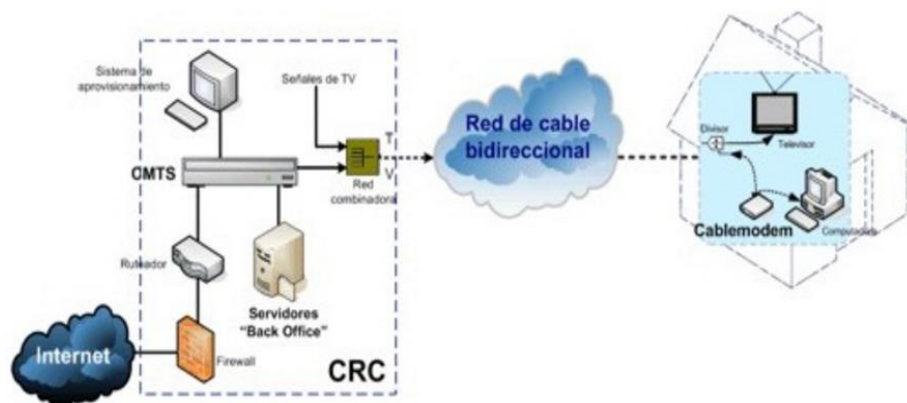 Sistema de
aprovisionamiento
Señales de TV
CMTS
T
V
Red
combinadora
Ruteador
Servidores
"Back Office"
Internet
Firewall
CRC
Red de cable
bidireccional
Divisor
Televisor
Cablemodem
Computadora